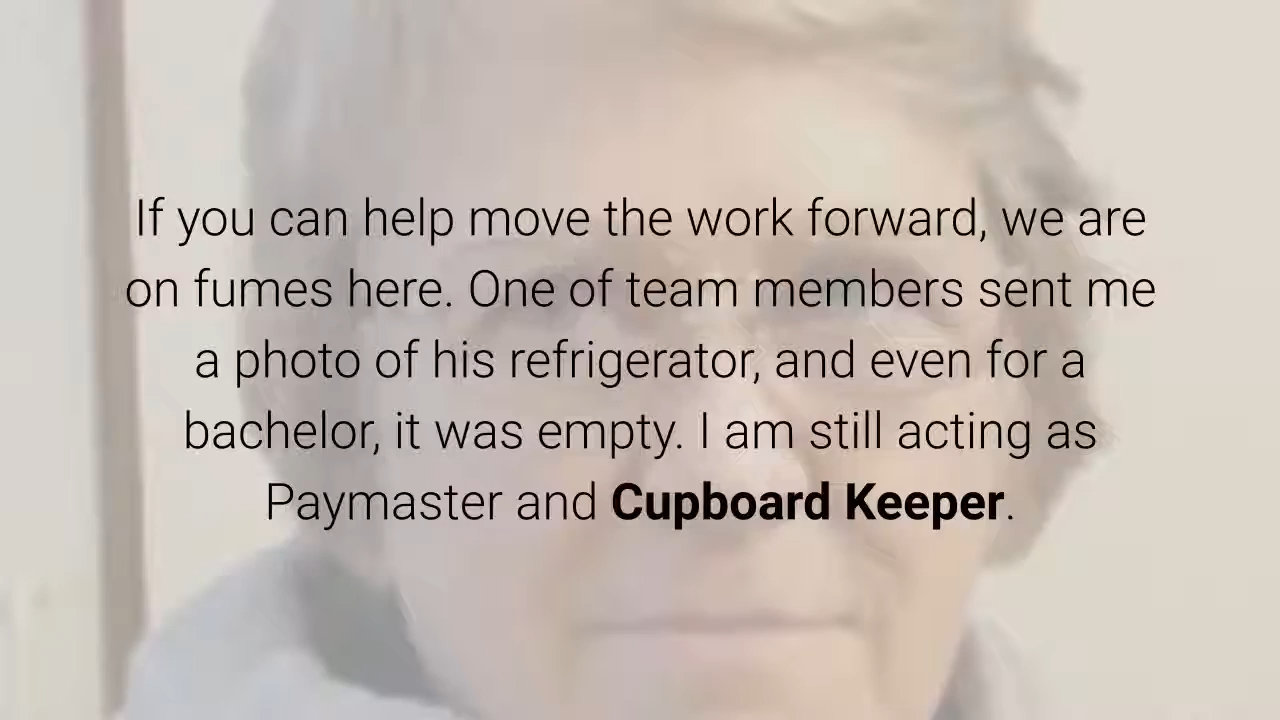 If you can help move the work forward, we are
on fumes here. One of team members sent me
a photo of his refrigerator, and even for a
bachelor, it was empty. I am still acting as
Paymaster and Cupboard Keeper.